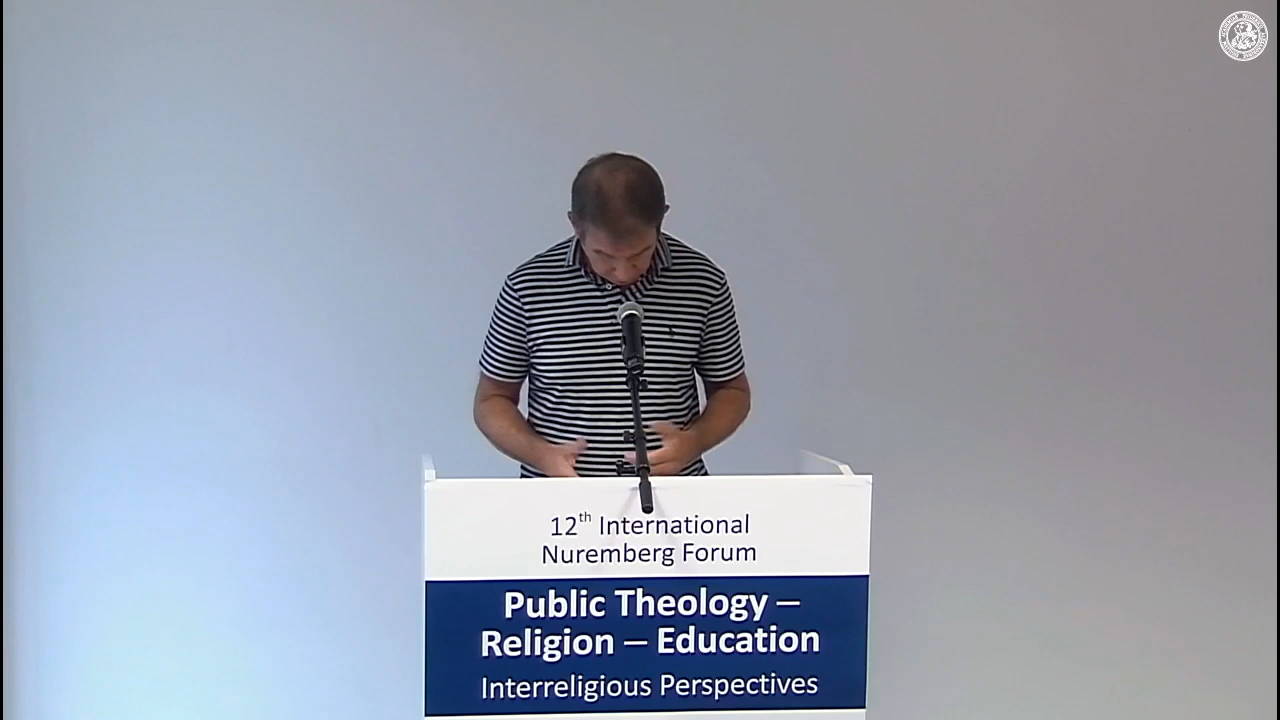 12th International
Nuremberg Forum
Public Theology –
Religion – Education
Interreligious Perspectives